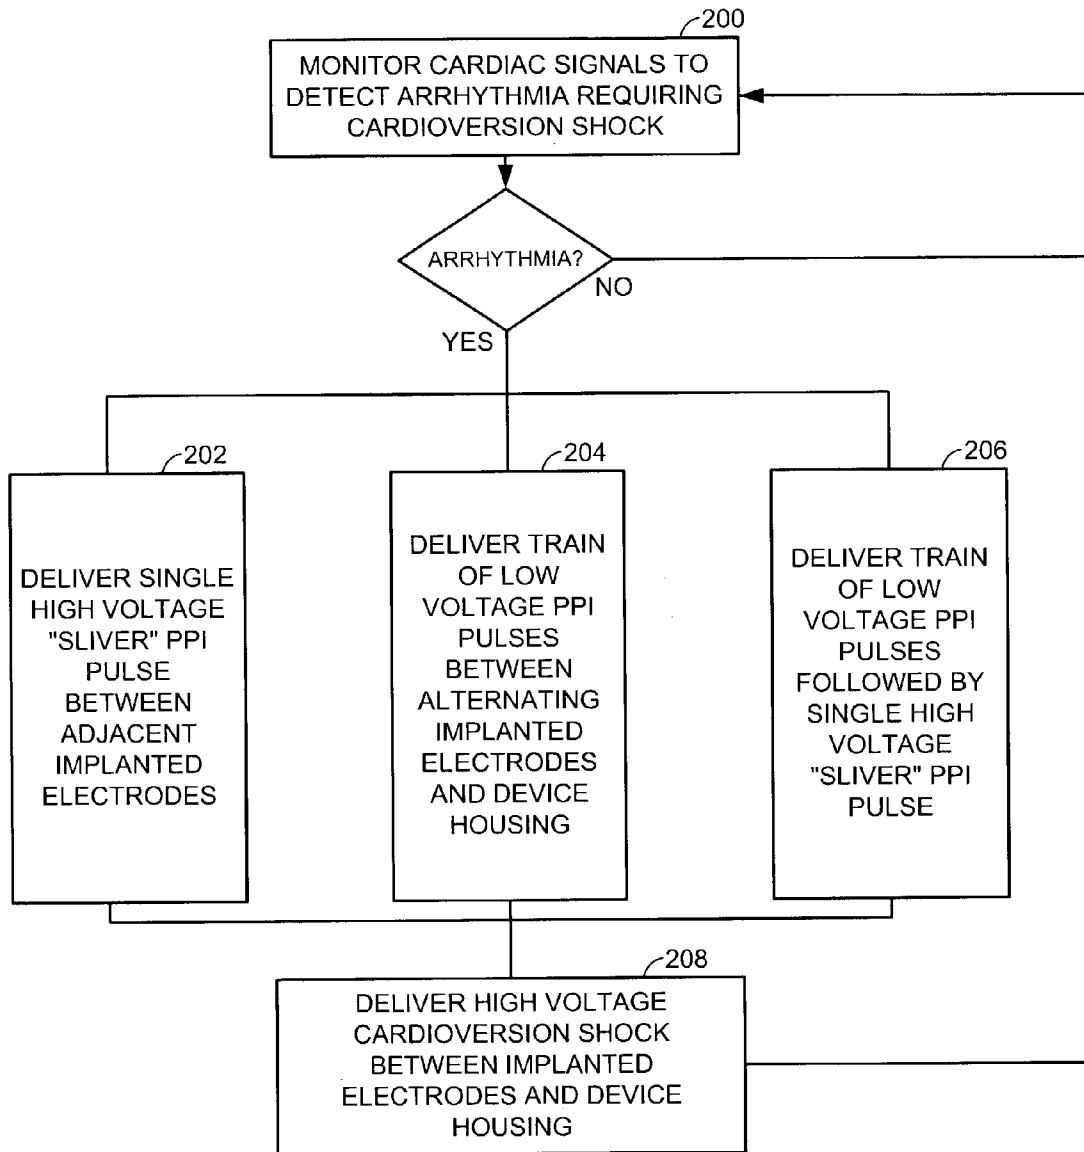 200
MONITOR CARDIAC SIGNALS TO
DETECT ARRHYTHMIA REQUIRING
CARDIOVERSION SHOCK
ARRHYTHMIA?
NO
YES
202
DELIVER SINGLE
HIGH VOLTAGE
"SLIVER" PPI
PULSE
BETWEEN
ADJACENT
IMPLANTED
ELECTRODES
204
DELIVER TRAIN
OF LOW
VOLTAGE PPI
PULSES
BETWEEN
ALTERNATING
IMPLANTED
ELECTRODES
AND DEVICE
HOUSING
206
DELIVER TRAIN
OF LOW
VOLTAGE PPI
PULSES
FOLLOWED BY
SINGLE HIGH
VOLTAGE
"SLIVER" PPI
PULSE
208
DELIVER HIGH VOLTAGE
CARDIOVERSION SHOCK
BETWEEN IMPLANTED
ELECTRODES AND DEVICE
HOUSING